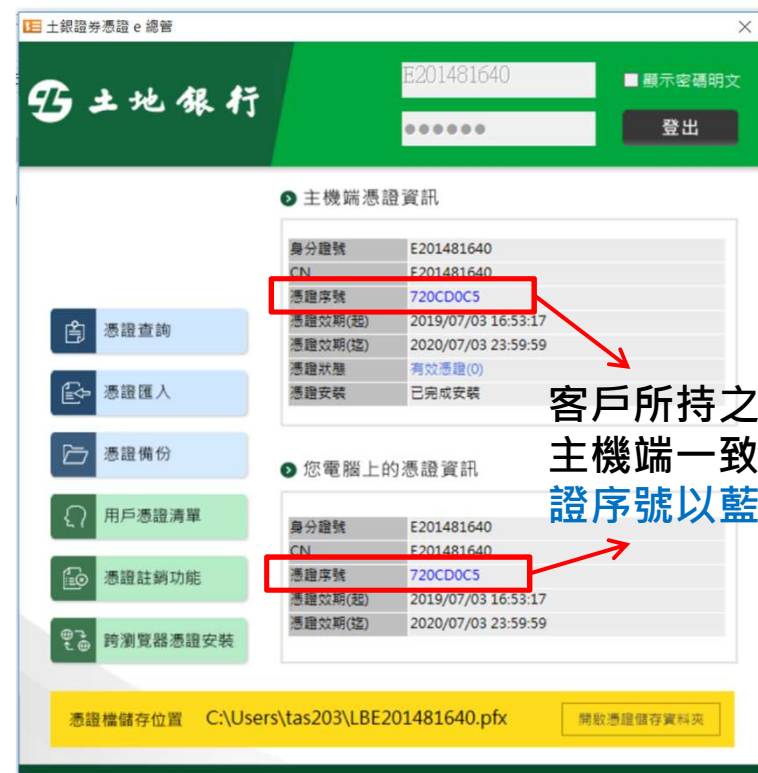 土銀證券憑證 e 總管
土地銀行
E201481640
顯示密碼明文
●●●●●●
登出
主機端憑證資訊
身分證號 E201481640
CN E201481640
憑證序號 720CD0C5
憑證效期(起) 2019/07/03 16:53:17
憑證效期(迄) 2020/07/03 23:59:59
憑證狀態 有效憑證(0)
憑證安裝 已完成安裝
憑證查詢
憑證匯入
憑證備份
用戶憑證清單
憑證註銷功能
跨瀏覽器憑證安裝
客戶所持之
主機端一致
證序號以藍
您電腦上的憑證資訊
身分證號 E201481640
CN E201481640
憑證序號 720CD0C5
憑證效期(起) 2019/07/03 16:53:17
憑證效期(迄) 2020/07/03 23:59:59
憑證檔儲存位置 C:\Users\tas203\LBE201481640.pfx 開啟憑證儲存資料夾